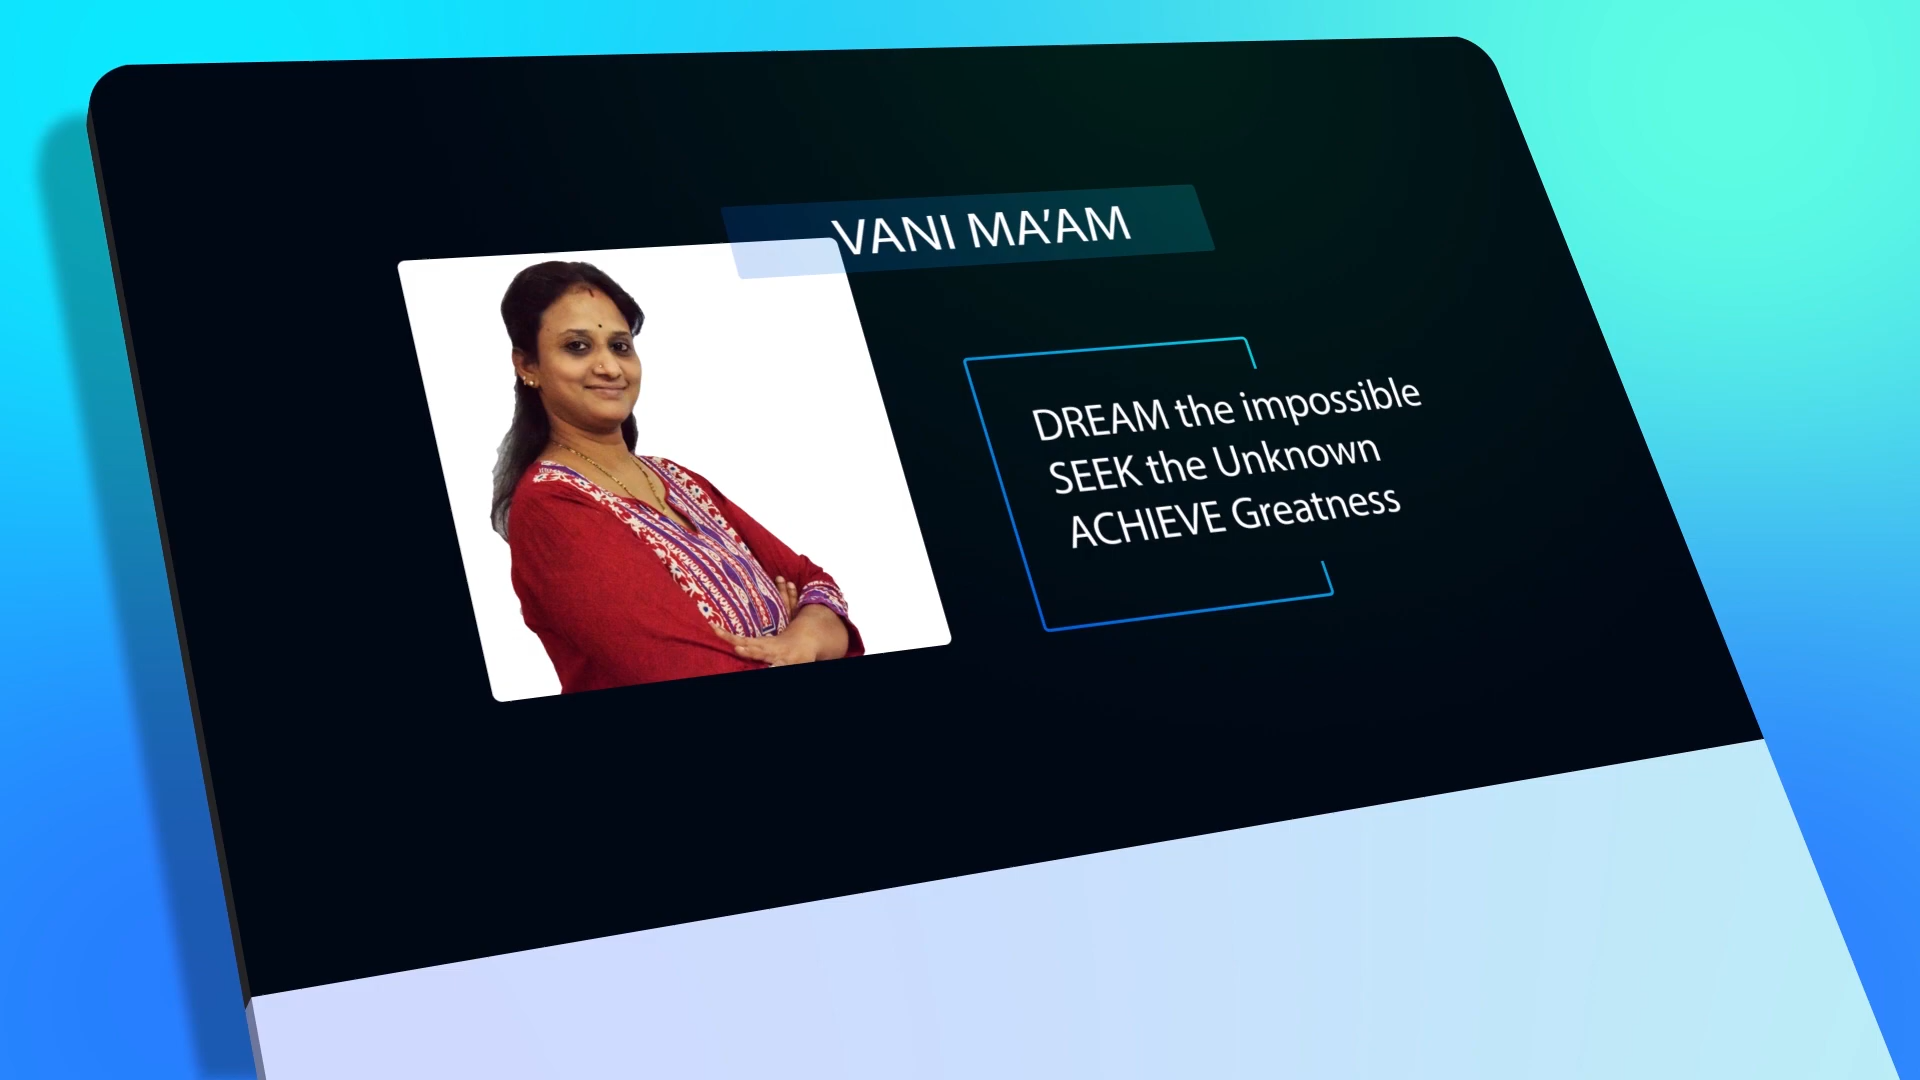 VANI MA’AM
DREAM the impossible
SEEK the Unknown
ACHIEVE Greatness